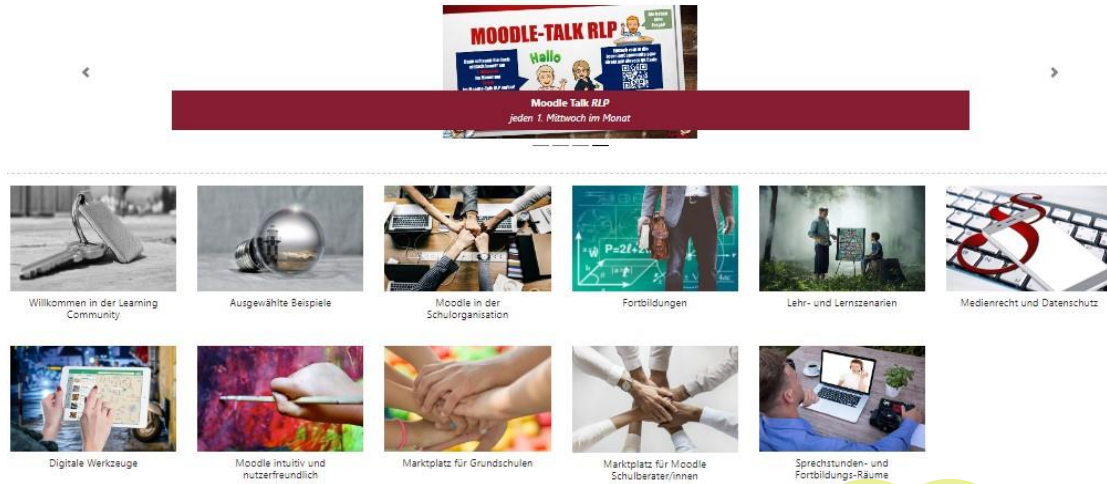 MOODLE-TALK RLP
Hallo
Moodle Talk RLP
jeden 1. Mittwoch im Monat
P=2ℓ+2
Willkommen in der Learning
Community
Ausgewählte Beispiele
Moodle in der
Schulorganisation
Fortbildungen
Lehr- und Lernszenarien
Medienrecht und Datenschutz
Digitale Werkzeuge
Moodle intuitiv und
nutzerfreundlich
Marktplatz für Grundschulen
Marktplatz für Moodle
Schulberater/innen
Sprechstunden- und
Fortbildungs-Räume